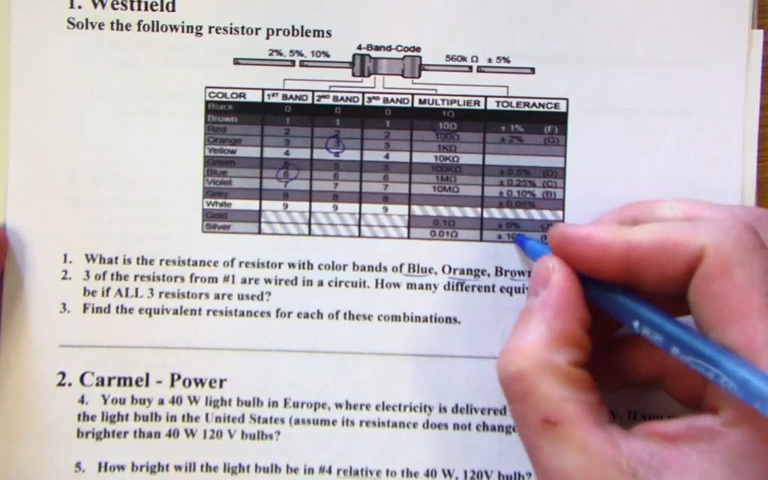 1. Westfield
Solve the following resistor problems
4-Band-Code
2%, 5%, 10%
560k Ω ± 5%
COLOR 1ST BAND 2ND BAND 3RD BAND MULTIPLIER TOLERANCE
Black 0 0 0 1Ω
Brown 1 1 1 10Ω ± 1% (F)
Red 2 2 2 100Ω ± 2% (G)
Orange 3 3 3 1KΩ
Yellow 4 4 4 10KΩ
Green 5 5 5 100KΩ ± 0.5% (D)
Blue 6 6 6 1MΩ ± 0.25% (C)
Violet 7 7 7 10MΩ ± 0.10% (B)
Grey 8 8 8 ± 0.05%
White 9 9 9
Gold 0.1Ω ± 5%
Silver 0.01Ω ± 10%
1. What is the resistance of resistor with color bands of Blue, Orange,
2. 3 of the resistors from #1 are wired in a circuit. How many different
be if ALL 3 resistors are used?
3. Find the equivalent resistances for each of these combinations.
2. Carmel - Power
4. You buy a 40 W light bulb in Europe, where electricity is delivered
the light bulb in the United States (assume its resistance does not
brighter than 40 W 120 V bulbs?
5. How bright will the light bulb be in #4 relative to the 40 W, 120V bulb?